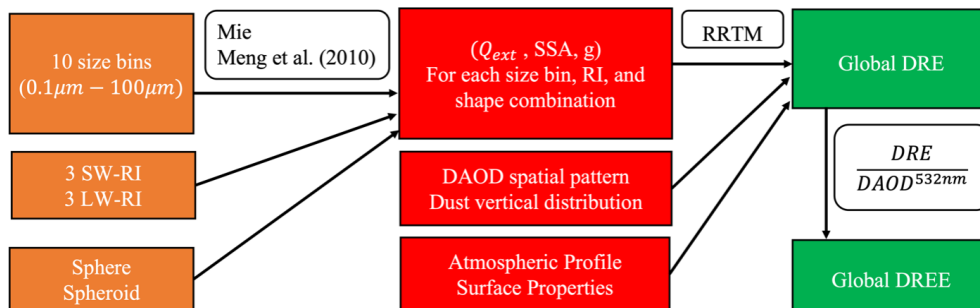 10 size bins
(0.1μm − 100μm)
3 SW-RI
3 LW-RI
Sphere
Spheroid
Mie
Meng et al. (2010)
(Q_ext , SSA, g)
For each size bin, RI, and
shape combination
DAOD spatial pattern
Dust vertical distribution
Atmospheric Profile
Surface Properties
RRTM
Global DRE
DRE
DAOD^532nm
Global DREE